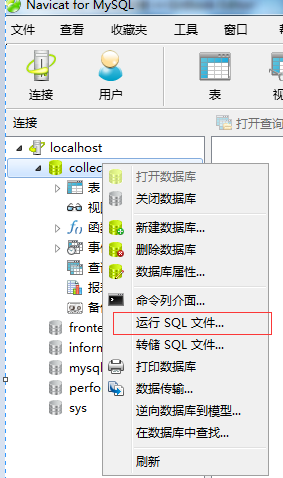 Navicat for MySQL
文件 查看 收藏夹 工具 窗口
连接 用户 表
连接 打开查询
localhost
collec
表
视
函
事件
查
报表
备
fronte
inform
mysql
perfo
sys
打开数据库
关闭数据库
新建数据库...
删除数据库
数据库属性...
命令列介面...
运行 SQL 文件...
转储 SQL 文件...
打印数据库
数据传输...
逆向数据库到模型...
在数据库中查找...
刷新